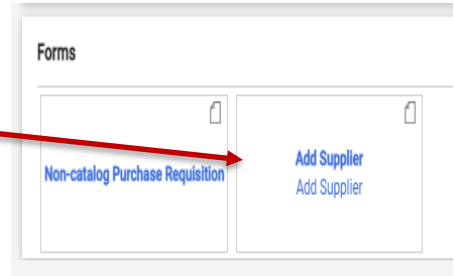 Forms
Non-catalog Purchase Requisition
Add Supplier
Add Supplier